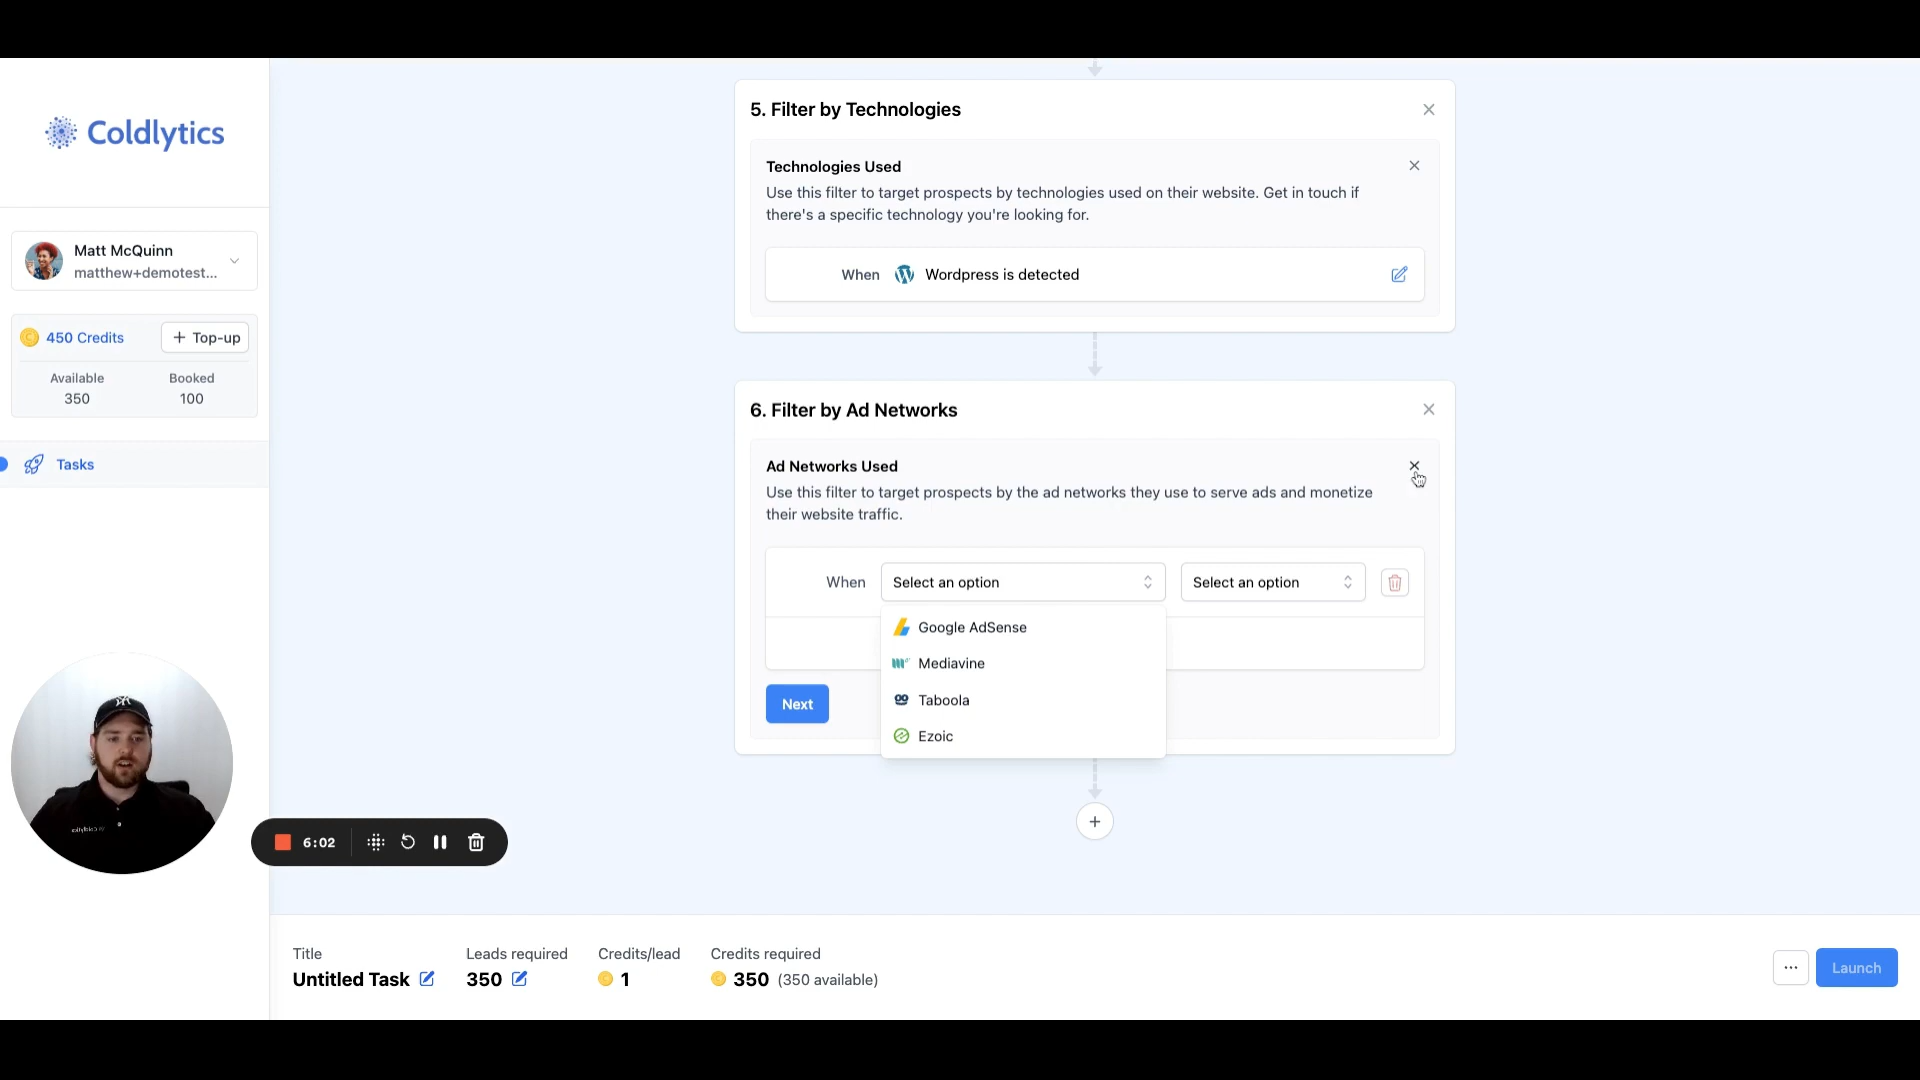 Coldlytics
Matt McQuinn
matthew+demotest...
450 Credits
Top-up
Available
Booked
350
100
Tasks
5. Filter by Technologies
Technologies Used
Use this filter to target prospects by technologies used on their website. Get in touch if
there's a specific technology you're looking for.
When Wordpress is detected
6. Filter by Ad Networks
Ad Networks Used
Use this filter to target prospects by the ad networks they use to serve ads and monetize
their website traffic.
When Select an option Select an option
Google AdSense
Mediavine
Taboola
Ezoic
Next
6:02
Title
Untitled Task
Leads required
350
Credits/lead
1
Credits required
350 (350 available)
...
Launch